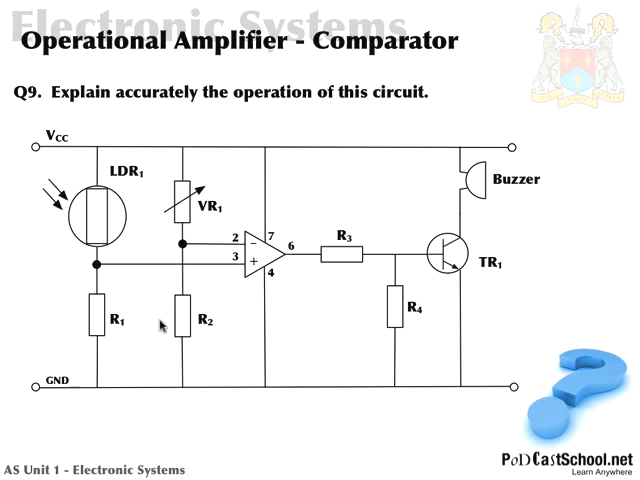 Electronic Systems
Operational Amplifier - Comparator
Q9. Explain accurately the operation of this circuit.
VCC
LDR1
Buzzer
VR1
2
7
-
R3
6
3
+
4
TR1
R1
R2
R4
GND
AS Unit 1 - Electronic Systems
PoDCastSchool.net
Learn Anywhere